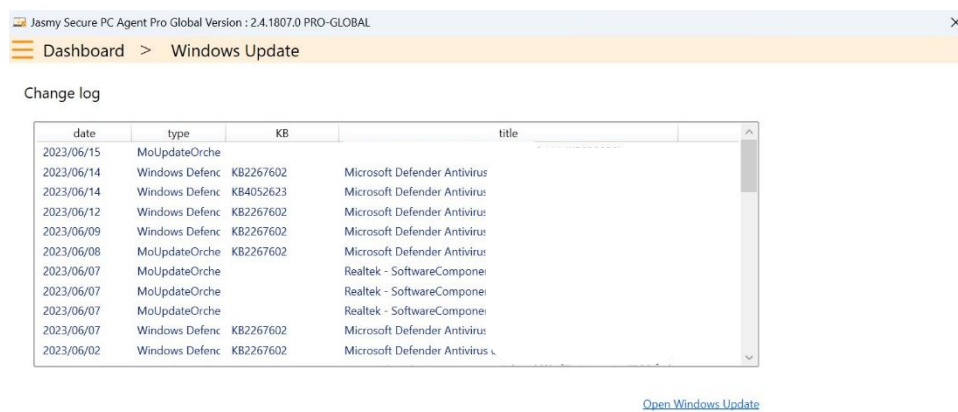 Jasmy Secure PC Agent Pro Global Version : 2.4.1807.0 PRO-GLOBAL
Dashboard > Windows Update
Change log
date type KB title
2023/06/15 MoUpdateOrche
2023/06/14 Windows Defenc KB2267602 Microsoft Defender Antivirus
2023/06/14 Windows Defenc KB4052623 Microsoft Defender Antivirus
2023/06/12 Windows Defenc KB2267602 Microsoft Defender Antivirus
2023/06/09 Windows Defenc KB2267602 Microsoft Defender Antivirus
2023/06/08 MoUpdateOrche KB2267602 Microsoft Defender Antivirus
2023/06/07 MoUpdateOrche Realtek - SoftwareComponen
2023/06/07 MoUpdateOrche Realtek - SoftwareComponen
2023/06/07 MoUpdateOrche Realtek - SoftwareComponen
2023/06/07 Windows Defenc KB2267602 Microsoft Defender Antivirus
2023/06/02 Windows Defenc KB2267602 Microsoft Defender Antivirus
Open Windows Update